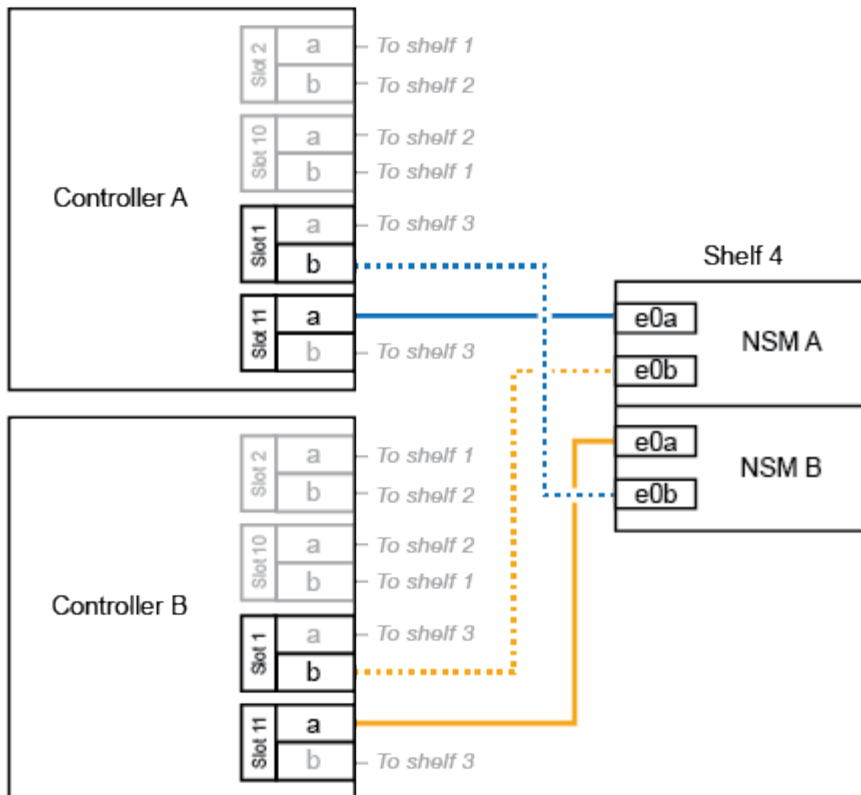 Controller A
Slot 2
a
To shelf 1
b
To shelf 2
Slot 10
a
To shelf 2
b
To shelf 1
Slot 1
a
To shelf 3
b
Slot 11
a
b
To shelf 3
Controller B
Slot 2
a
To shelf 1
b
To shelf 2
Slot 10
a
To shelf 2
b
To shelf 1
Slot 1
a
To shelf 3
b
Slot 11
a
b
To shelf 3
Shelf 4
e0a
e0b
NSM A
e0a
e0b
NSM B